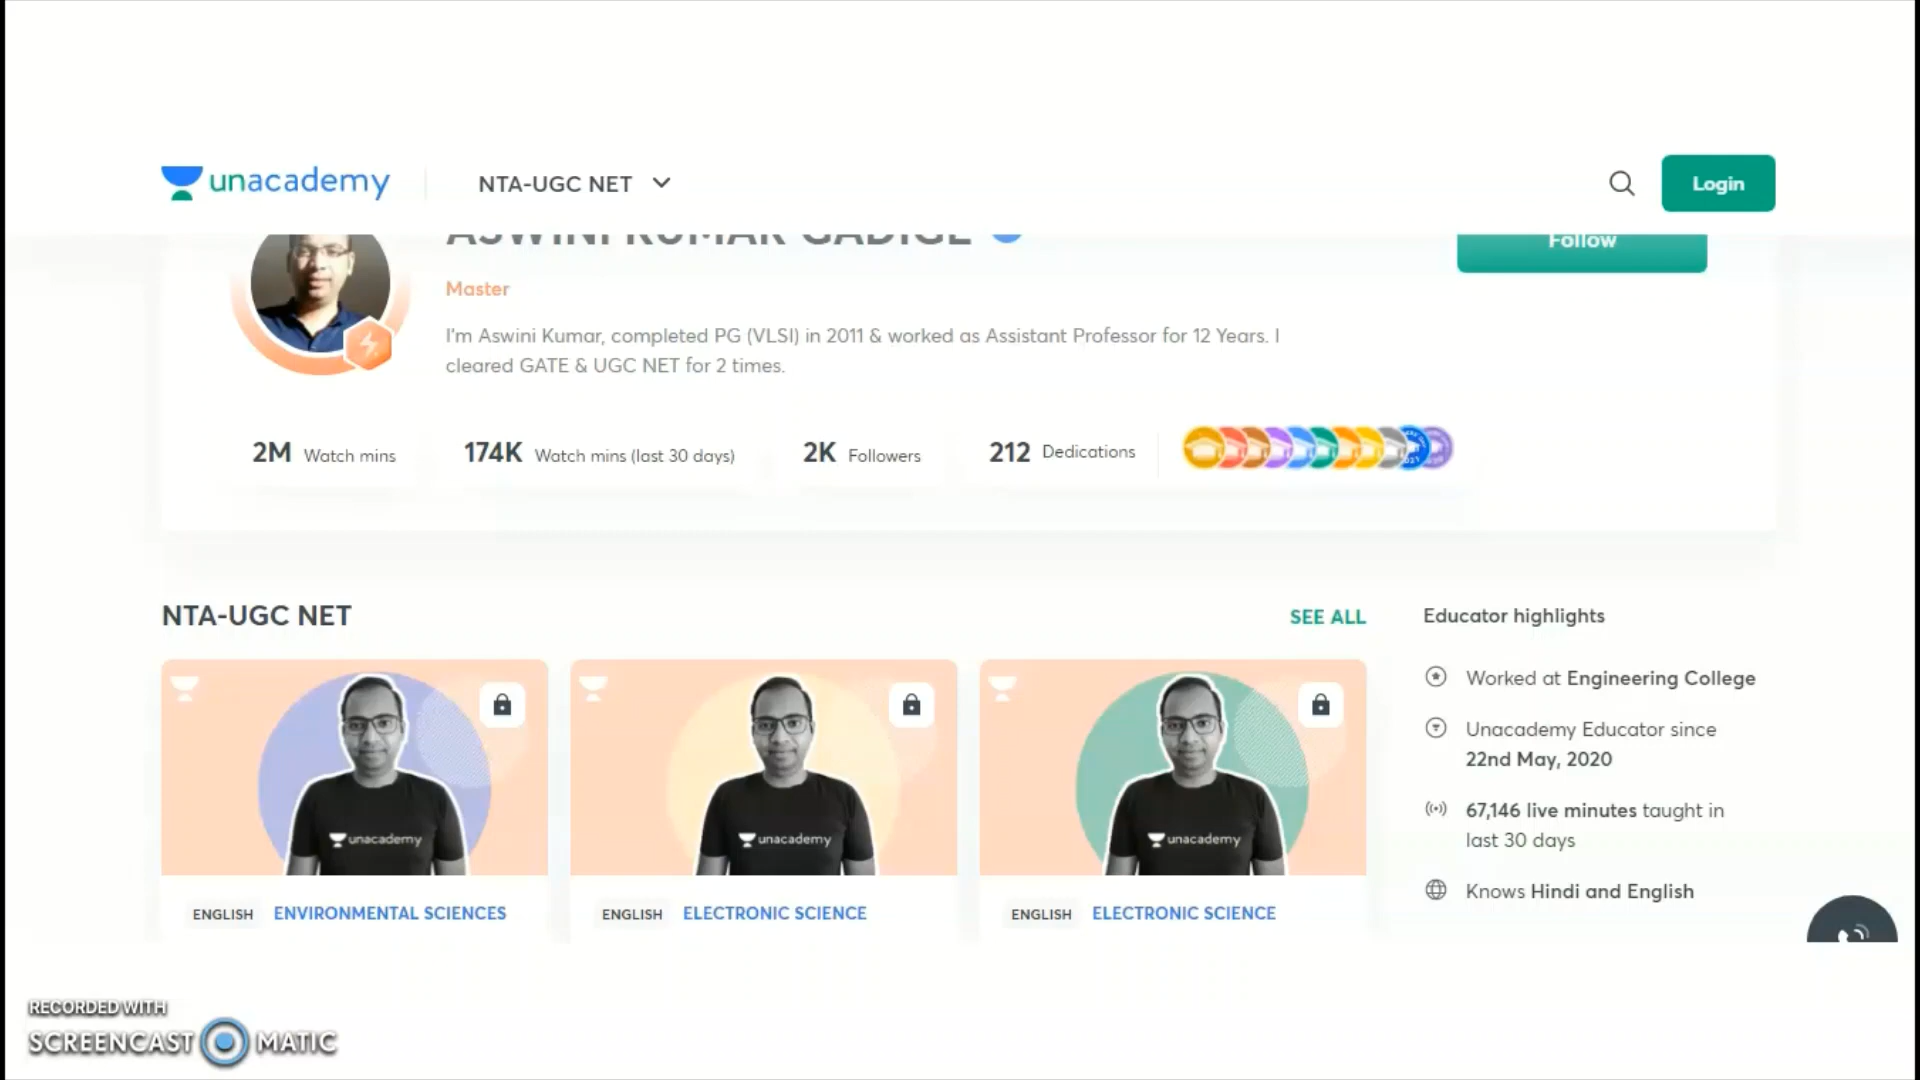 unacademy
NTA-UGC NET
Login
ASWINI KUMAR GADIGE
Follow
Master
I'm Aswini Kumar, completed PG (VLSI) in 2011 & worked as Assistant Professor for 12 Years. I
cleared GATE & UGC NET for 2 times.
2M Watch mins
174K Watch mins (last 30 days)
2K Followers
212 Dedications
NTA-UGC NET
SEE ALL
unacademy
unacademy
unacademy
ENGLISH ENVIRONMENTAL SCIENCES
ENGLISH ELECTRONIC SCIENCE
ENGLISH ELECTRONIC SCIENCE
Educator highlights
Worked at Engineering College
Unacademy Educator since
22nd May, 2020
67,146 live minutes taught in
last 30 days
Knows Hindi and English
RECORDED WITH
SCREENCAST MATIC